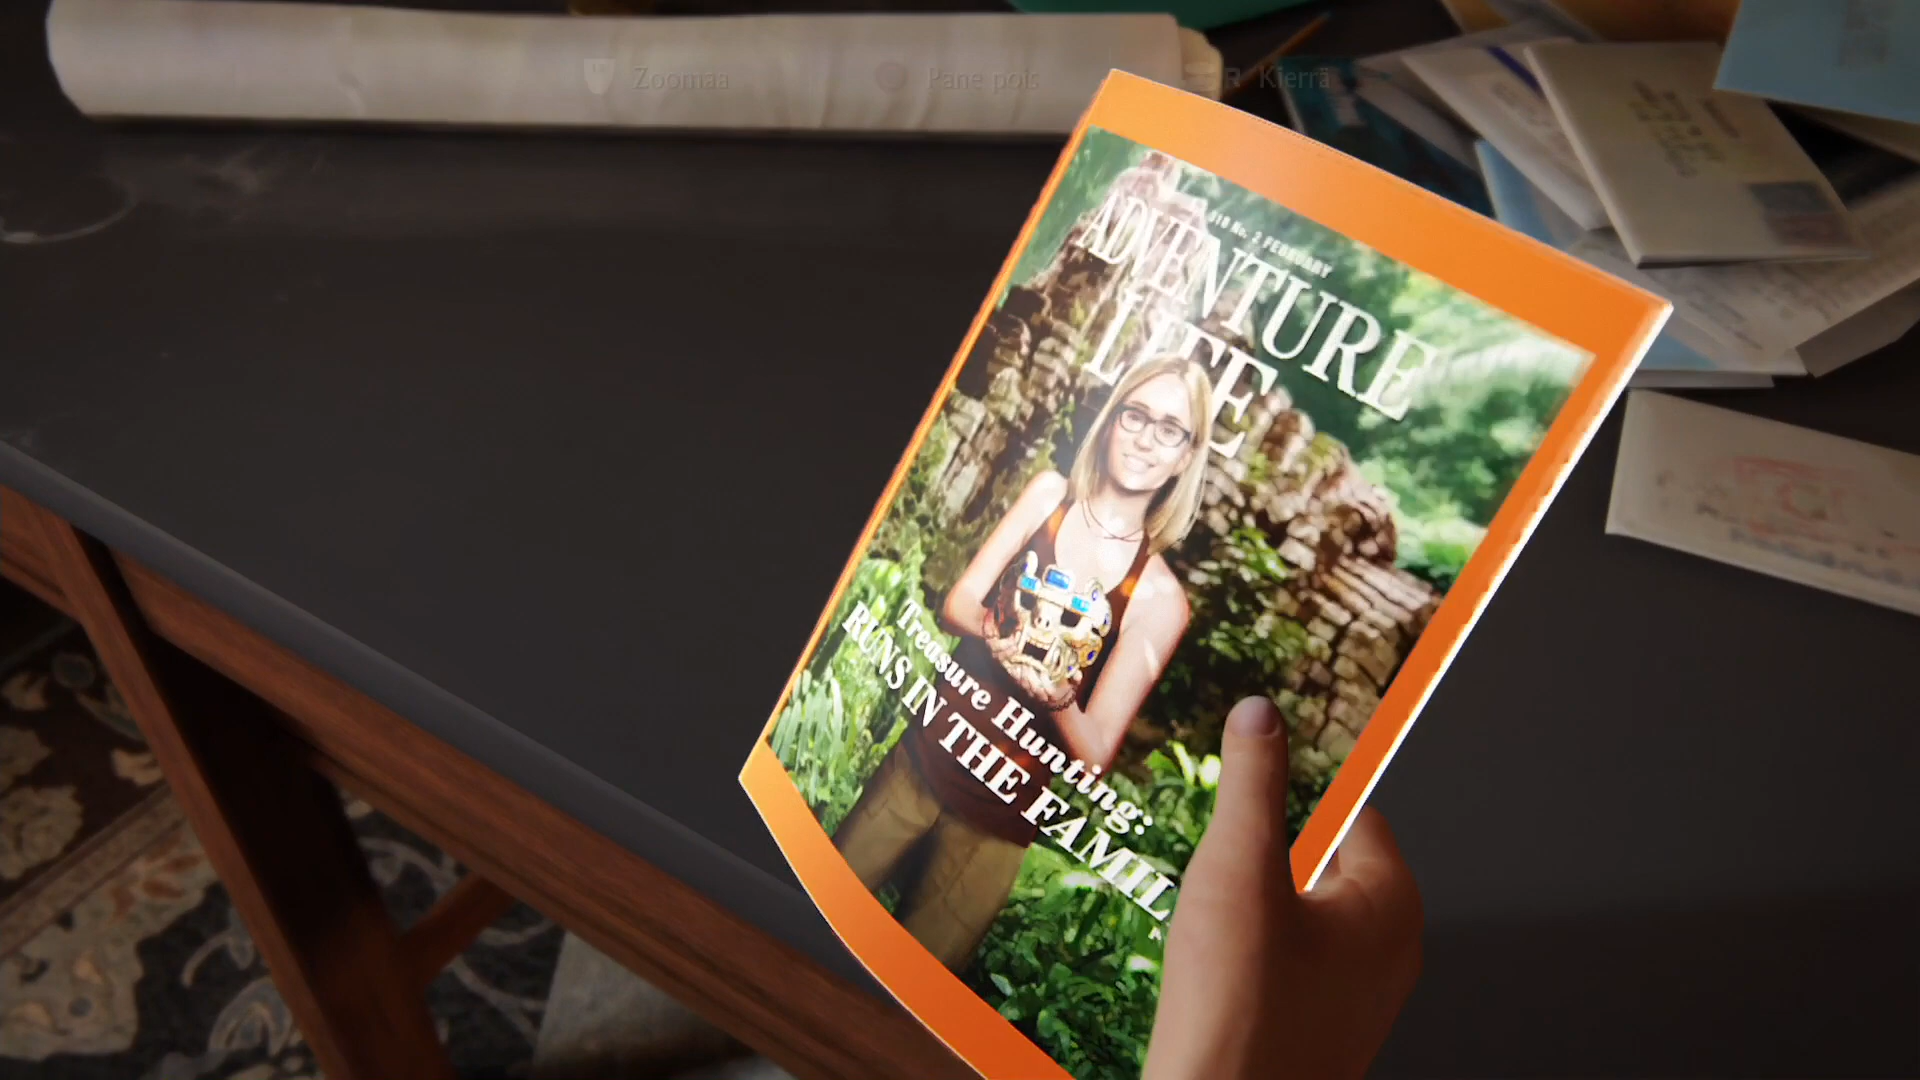 Zoomaa
Pane pois
R Kierrä
No. 2 FEBRUARY
ADVENTURE
LIFE
Treasure Hunting:
RUNS IN THE FAMIL